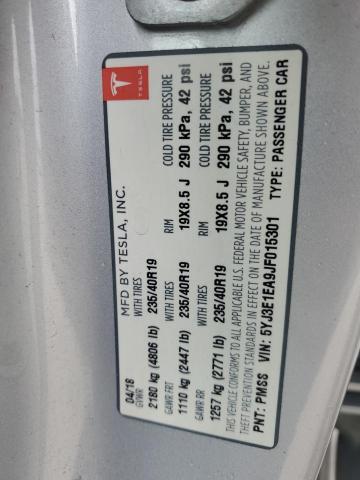 TESLA
MFD BY TESLA, INC.
04/18
GVWR WITH TIRES RIM COLD TIRE PRESSURE
2180 kg (4806 lb) 235/40R19 19X8.5 J 290 kPa, 42 psi
GAWR FRT WITH TIRES RIM COLD TIRE PRESSURE
1110 kg (2447 lb) 235/40R19 19X8.5 J 290 kPa, 42 psi
GAWR RR
1257 kg (2771 lb) 235/40R19
THIS VEHICLE CONFORMS TO ALL APPLICABLE U.S. FEDERAL MOTOR VEHICLE SAFETY, BUMPER, AND
THEFT PREVENTION STANDARDS IN EFFECT ON THE DATE OF MANUFACTURE SHOWN ABOVE.
PNT: PMSS VIN: 5YJ3E1EA9JF015301 TYPE: PASSENGER CAR